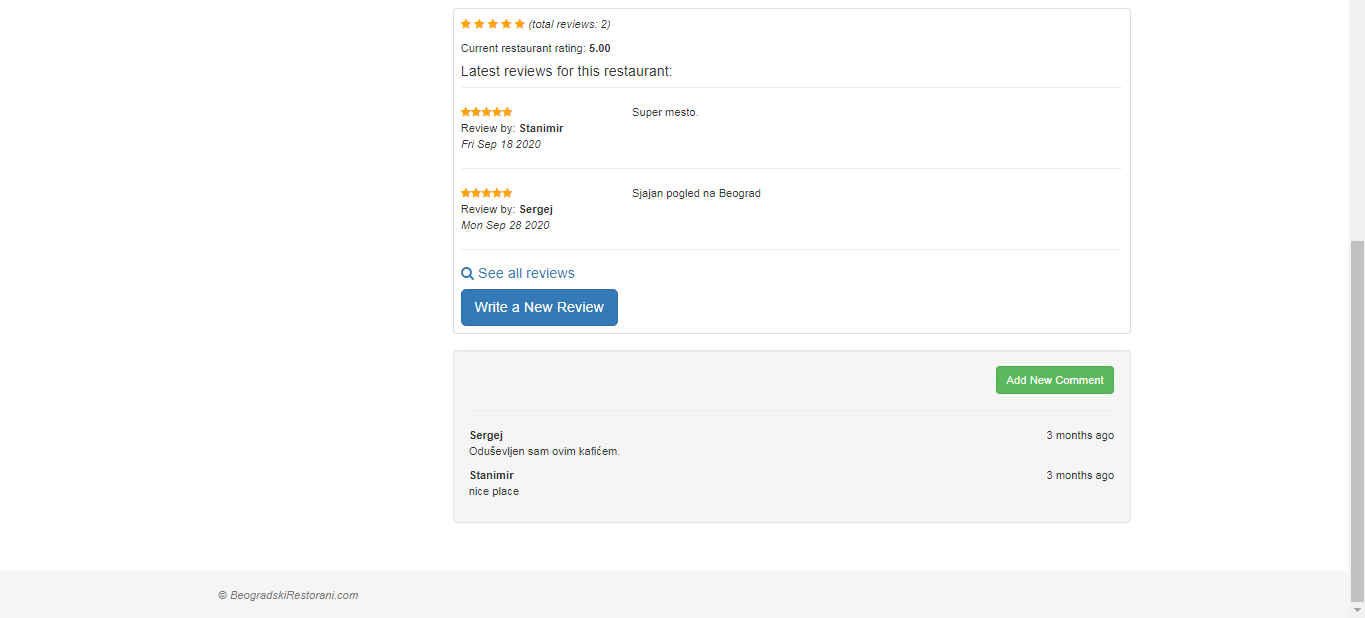 (total reviews: 2)
Current restaurant rating: 5.00
Latest reviews for this restaurant:
Super mesto.
Review by: Stanimir
Fri Sep 18 2020
Sjajan pogled na Beograd
Review by: Sergej
Mon Sep 28 2020
See all reviews
Write a New Review
Add New Comment
Sergej 3 months ago
Oduševljen sam ovim kafićem.
Stanimir 3 months ago
nice place
© BeogradskiRestorani.com